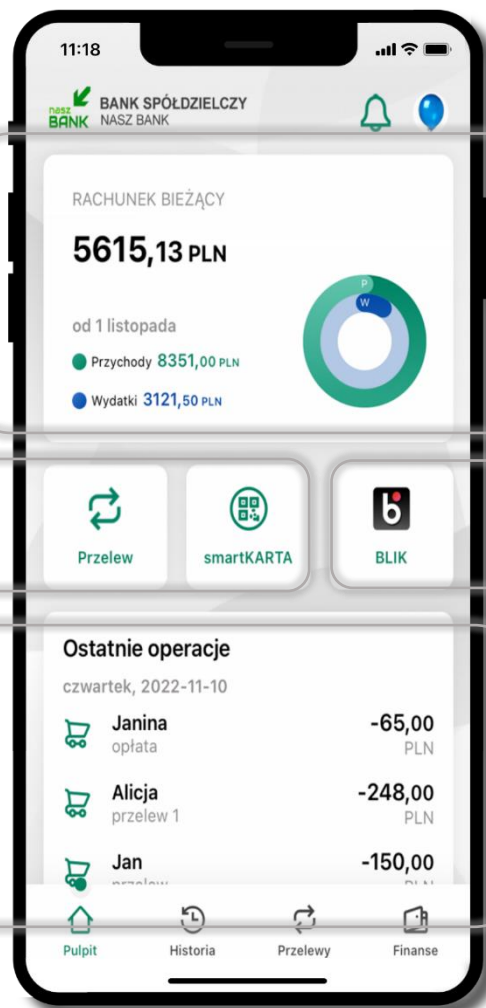 11:18
nasz
BANK
BANK SPÓŁDZIELCZY
NASZ BANK
RACHUNEK BIEŻĄCY
5615,13 PLN
P
W
od 1 listopada
Przychody 8351,00 PLN
Wydatki 3121,50 PLN
Przelew
smartKARTA
BLIK
Ostatnie operacje
czwartek, 2022-11-10
Janina
-65,00
opłata
PLN
Alicja
-248,00
przelew 1
PLN
Jan
-150,00
Pulpit
Historia
Przelewy
Finanse